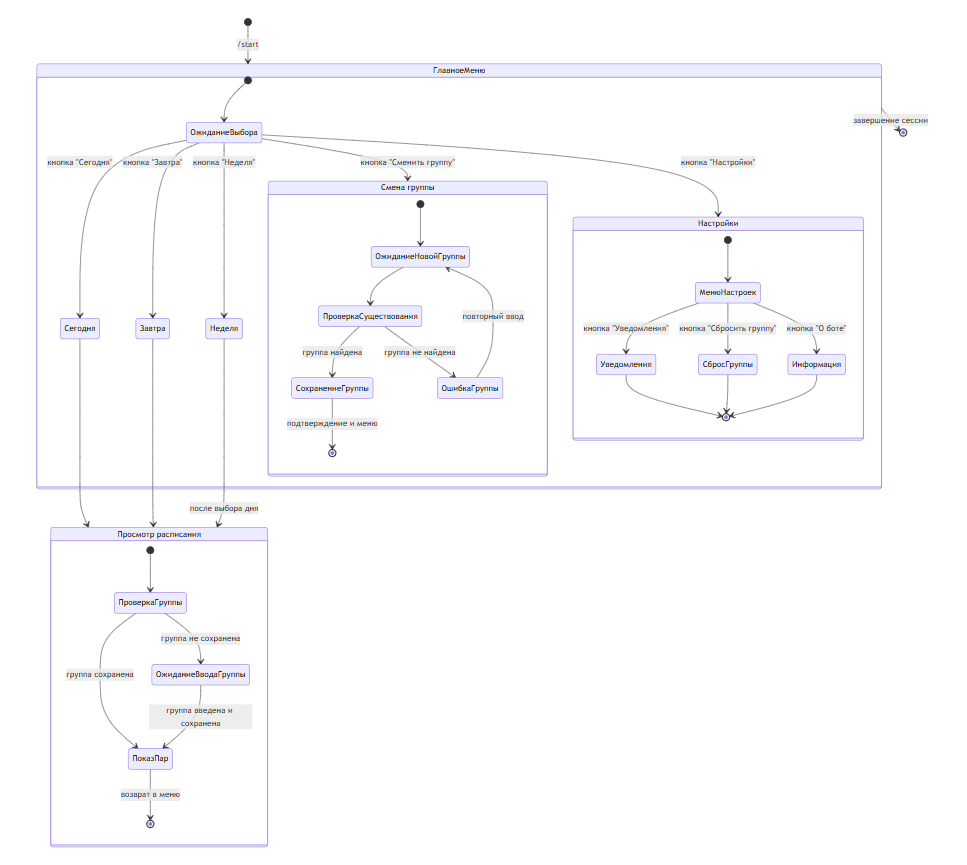 /start
ГлавноеМеню
завершение сессии
ОжиданиеВыбора
кнопка "Сегодня"
кнопка "Завтра"
кнопка "Неделя"
кнопка "Сменить группу"
кнопка "Настройки"
Смена группы
Настройки
ОжиданиеНовойГруппы
МенюНастроек
ПроверкаСуществования
повторный ввод
Сегодня
Завтра
Неделя
кнопка "Уведомления"
кнопка "Сбросить группу"
кнопка "О боте"
группа найдена
группа не найдена
Уведомления
СбросГруппы
Информация
СохранениеГруппы
ОшибкаГруппы
подтверждение и меню
после выбора дня
Просмотр расписания
ПроверкаГруппы
группа не сохранена
группа сохранена
ОжиданиеВводаГруппы
группа введена и
сохранена
ПоказПар
возврат в меню